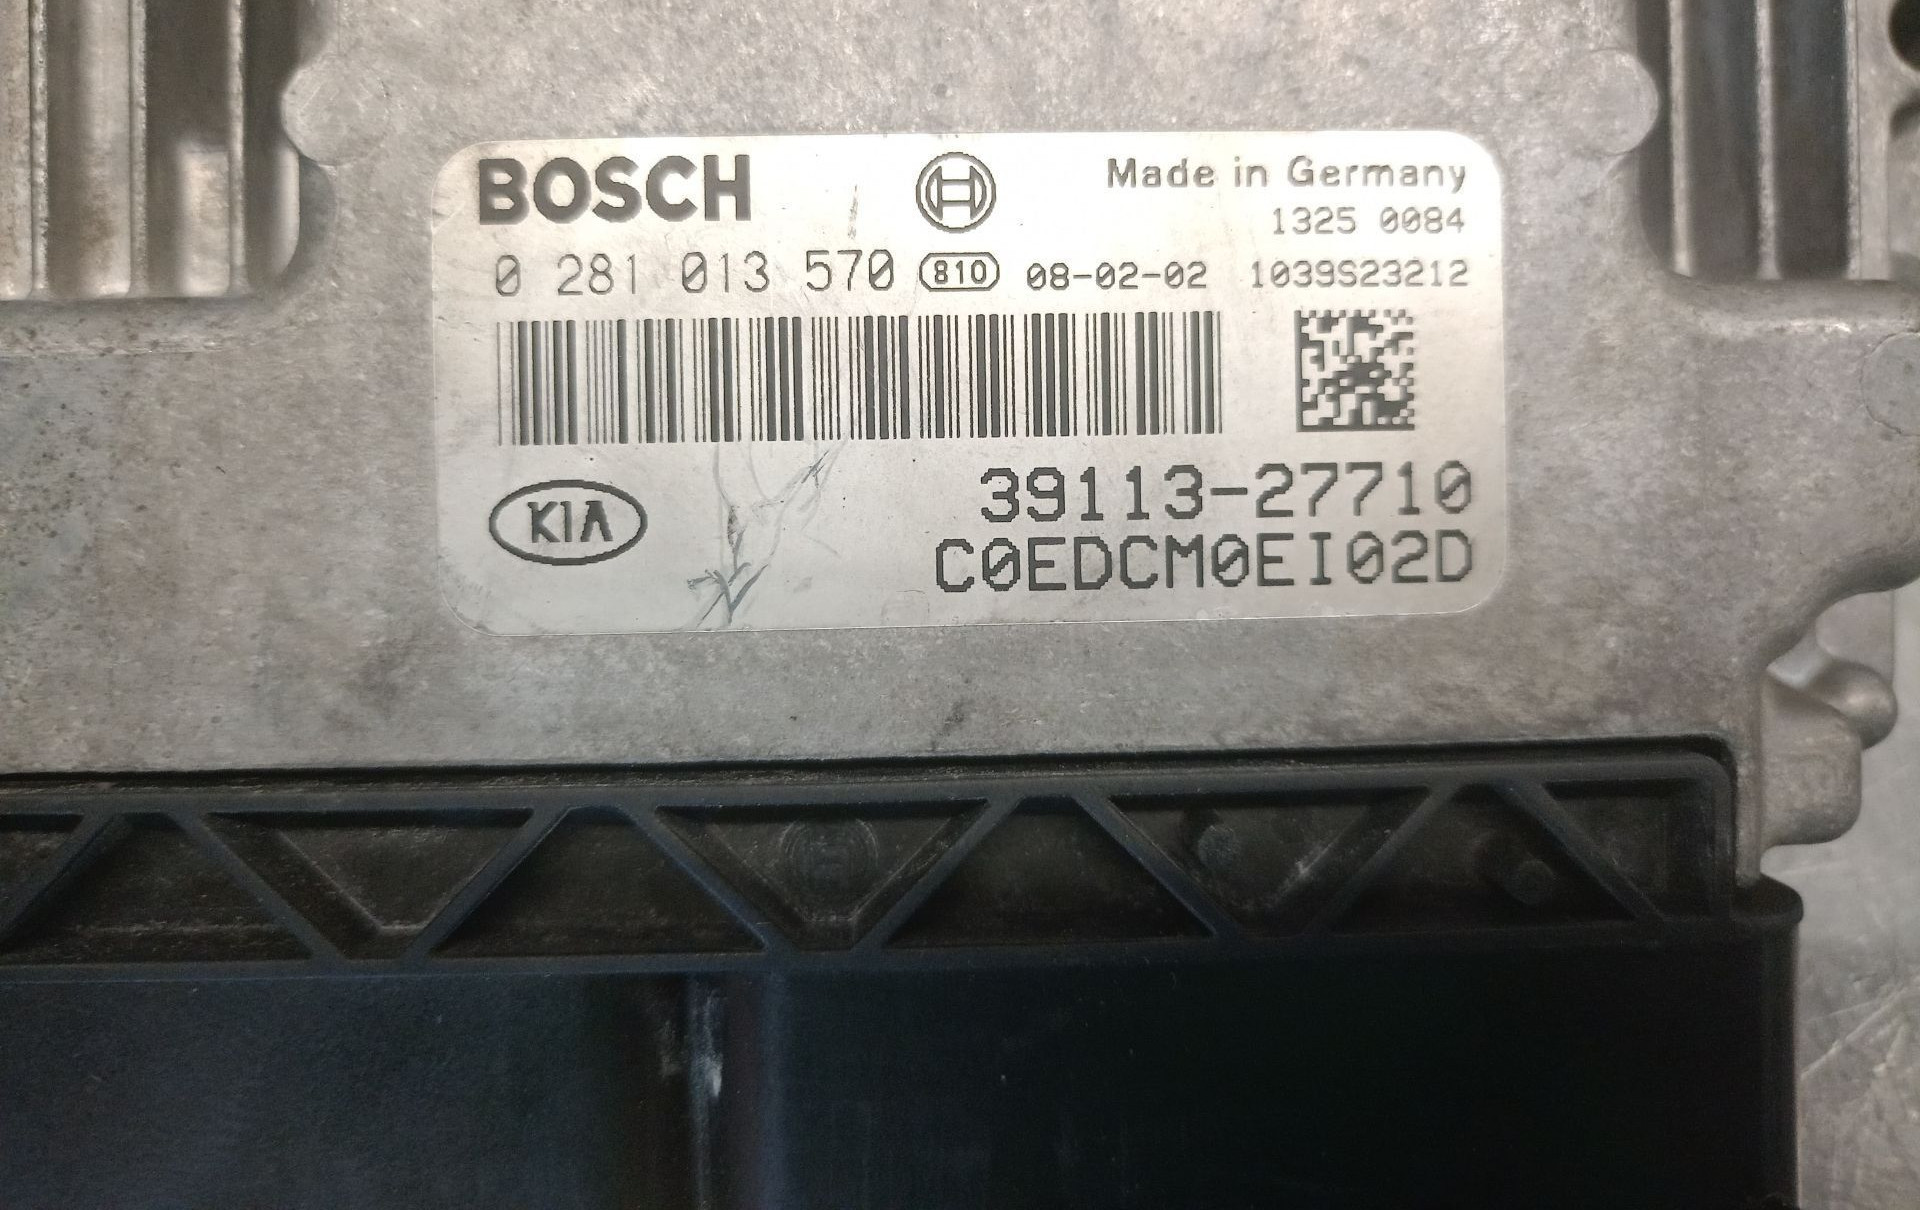 BOSCH
Made in Germany
1325 0084
0 281 013 570 810 08-02-02 1039S23212
KIA
39113-27710
C0EDCM0EI02D